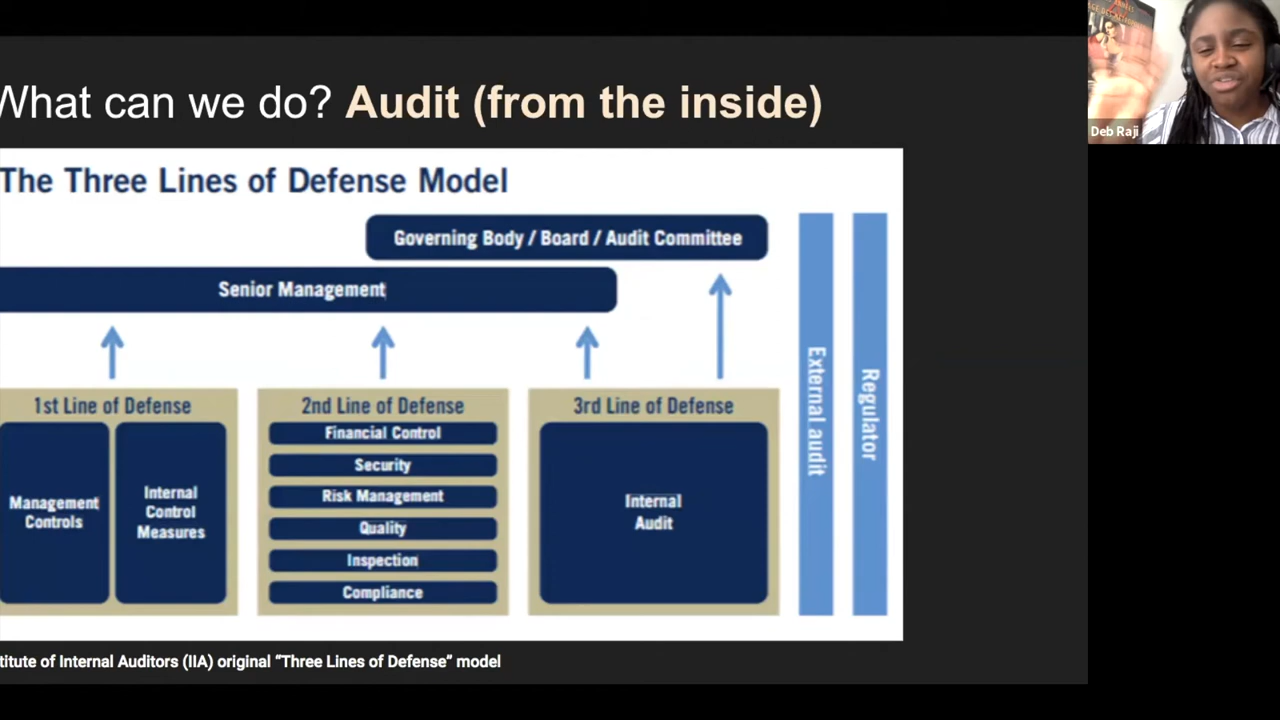 What can we do? Audit (from the inside)
The Three Lines of Defense Model
Governing Body / Board / Audit Committee
Senior Management
1st Line of Defense
Management
Controls
Internal
Control
Measures
2nd Line of Defense
Financial Control
Security
Risk Management
Quality
Inspection
Compliance
3rd Line of Defense
Internal
Audit
External audit
Regulator
titute of Internal Auditors (IIA) original “Three Lines of Defense” model
Deb Raji